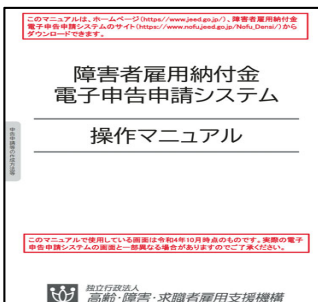 このマニュアルは、ホームページ（https://www.jeed.go.jp/）、障害者雇用納付金
電子申告申請システムのサイト（https://www.nofu.jeed.go.jp/Nofu_Densi/）から
ダウンロードできます。
障害者雇用納付金
電子申告申請システム
操作マニュアル
このマニュアルで使用している画面は令和4年10月時点のものです。実際の電子
申告申請システムの画面と一部異なる場合がありますのでご了承ください。
独立行政法人
高齢・障害・求職者雇用支援機構